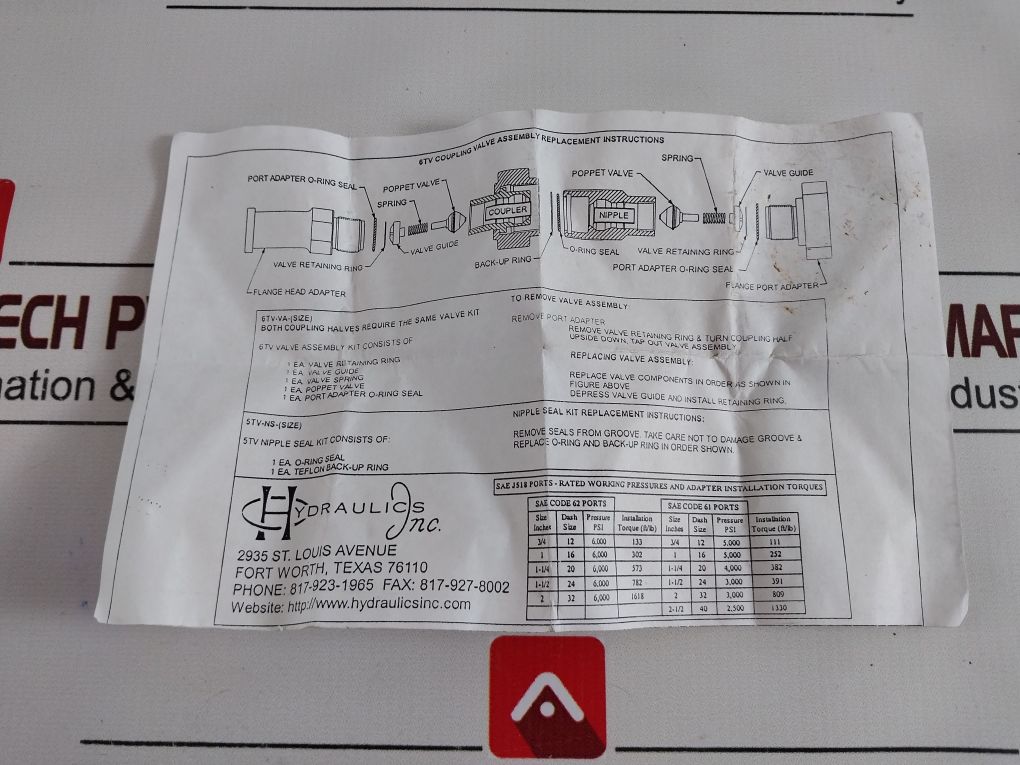 6TV COUPLING VALVE ASSEMBLY REPLACEMENT INSTRUCTIONS
PORT ADAPTER O-RING SEAL
POPPET VALVE
SPRING
COUPLER
VALVE GUIDE
VALVE RETAINING RING
FLANGE HEAD ADAPTER
BACK-UP RING
SPRING
POPPET VALVE
VALVE GUIDE
NIPPLE
O-RING SEAL
VALVE RETAINING RING
PORT ADAPTER O-RING SEAL
FLANGE PORT ADAPTER
6TV-VA-(SIZE)
BOTH COUPLING HALVES REQUIRE THE SAME VALVE KIT
6TV VALVE ASSEMBLY KIT CONSISTS OF
1 EA. VALVE RETAINING RING
1 EA. VALVE GUIDE
1 EA. VALVE SPRING
1 EA. POPPET VALVE
1 EA. PORT ADAPTER O-RING SEAL
TO REMOVE VALVE ASSEMBLY
REMOVE PORT ADAPTER
REMOVE VALVE RETAINING RING & TURN COUPLING HALF
UPSIDE DOWN, TAP OUT VALVE ASSEMBLY
REPLACING VALVE ASSEMBLY:
REPLACE VALVE COMPONENTS IN ORDER AS SHOWN IN
FIGURE ABOVE
DEPRESS VALVE GUIDE AND INSTALL RETAINING RING.
5TV-NS-(SIZE)
5TV NIPPLE SEAL KIT CONSISTS OF:
1 EA. O-RING SEAL
1 EA. TEFLON BACK-UP RING
NIPPLE SEAL KIT REPLACEMENT INSTRUCTIONS:
REMOVE SEALS FROM GROOVE. TAKE CARE NOT TO DAMAGE GROOVE &
REPLACE O-RING AND BACK-UP RING IN ORDER SHOWN.
HYDRAULICS Inc.
2935 ST. LOUIS AVENUE
FORT WORTH, TEXAS 76110
PHONE: 817-923-1965 FAX: 817-927-8002
Website: http://www.hydraulicsinc.com
SAE J518 PORTS - RATED WORKING PRESSURES AND ADAPTER INSTALLATION TORQUES
SAE CODE 62 PORTS SAE CODE 61 PORTS
Size Inches Dash Size Pressure PSI Installation Torque (ft/lb) Size Inches Dash Size Pressure PSI Installation Torque (ft/lb)
3/4 12 6,000 133 3/4 12 5,000 111
1 16 6,000 302 1 16 5,000 252
1-1/4 20 6,000 573 1-1/4 20 4,000 382
1-1/2 24 6,000 782 1-1/2 24 3,000 391
2 32 6,000 1618 2 32 3,000 809
2-1/2 40 2,500 1330
ECH P
MAR
nation &
dust